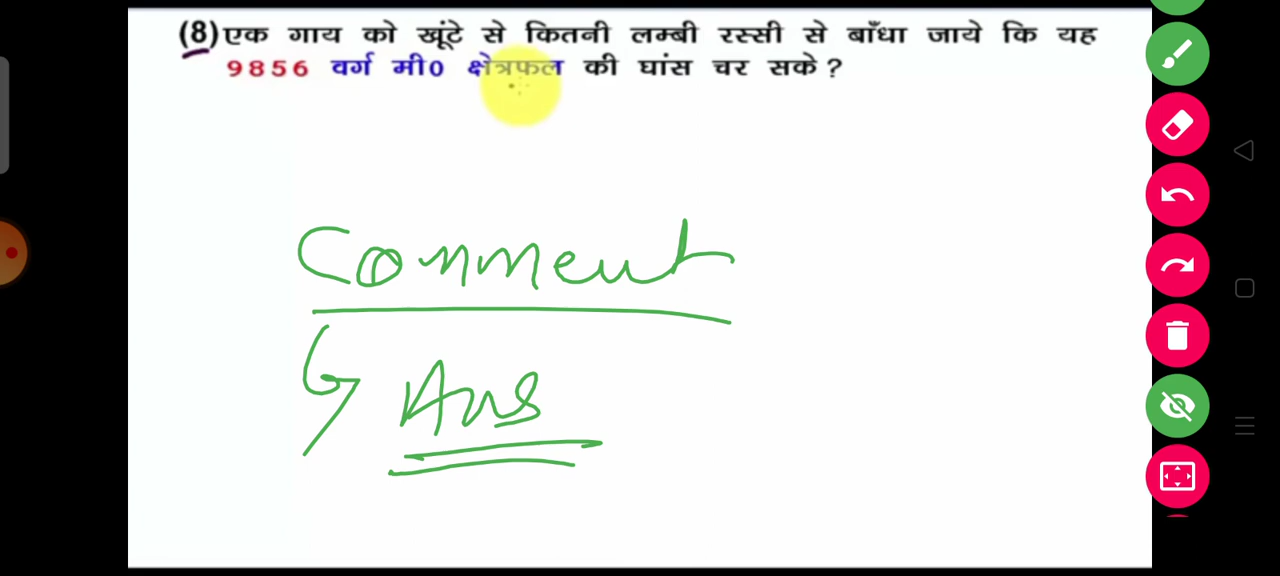 (8) एक गाय को खूंटे से कितनी लम्बी रस्सी से बाँधा जाये कि यह
9856 वर्ग मी0 क्षेत्रफल की घांस चर सके ?
Comment
Ans